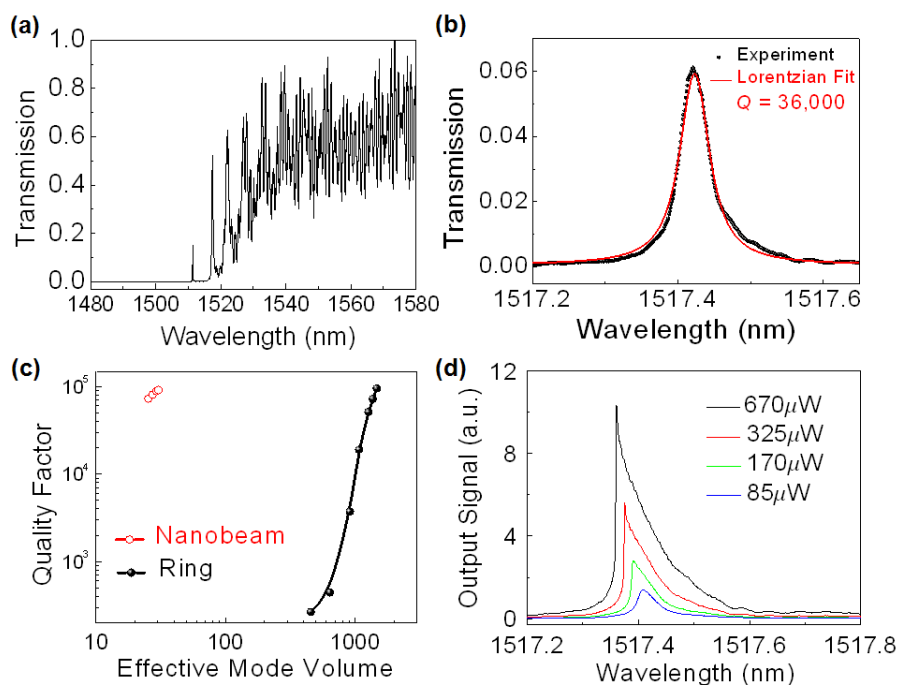 (a)
1.0
0.8
0.6
0.4
0.2
0.0
Transmission
1480 1500 1520 1540 1560 1580
Wavelength (nm)
(b)
0.06
0.04
0.02
0.00
Transmission
Experiment
Lorentzian Fit
Q = 36,000
1517.2 1517.4 1517.6
Wavelength (nm)
(c)
10^5
10^4
10^3
Quality Factor
Nanobeam
Ring
10 100 1000
Effective Mode Volume
(d)
12
8
4
0
Output Signal (a.u.)
670μW
325μW
170μW
85μW
1517.2 1517.4 1517.6 1517.8
Wavelength (nm)